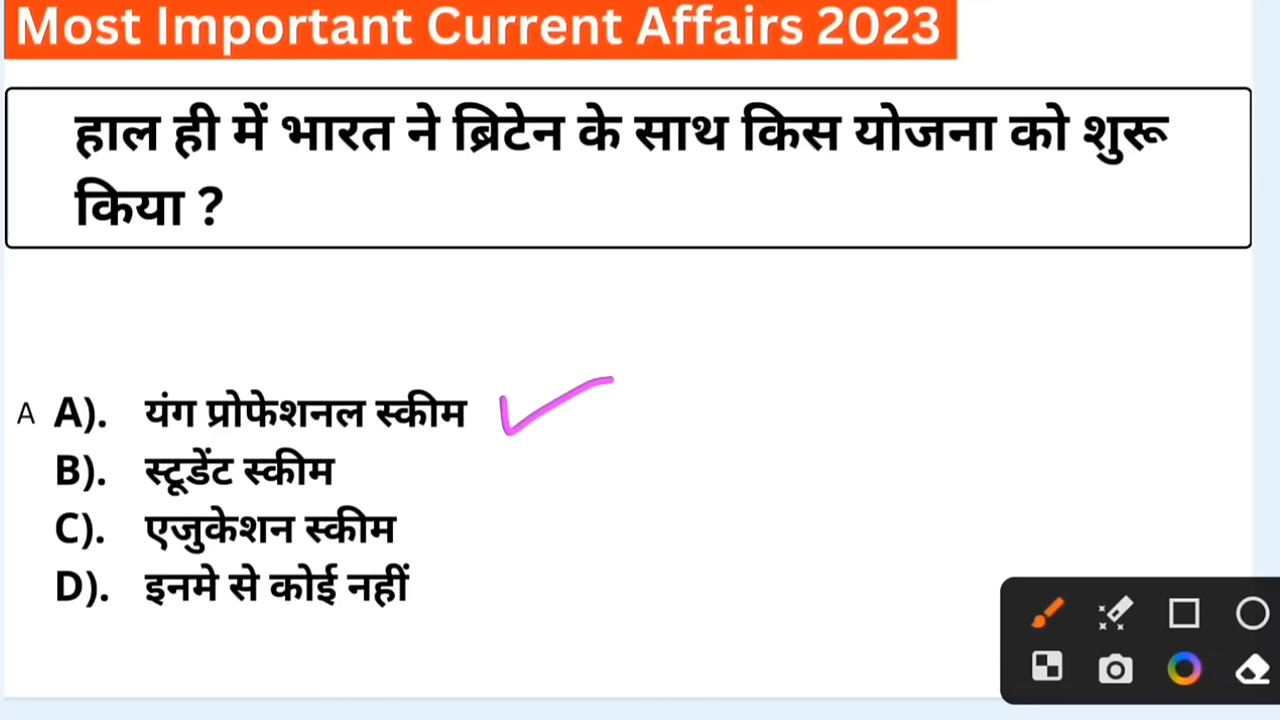 Most Important Current Affairs 2023
हाल ही में भारत ने ब्रिटेन के साथ किस योजना को शुरू
किया ?
A A). यंग प्रोफेशनल स्कीम
B). स्टूडेंट स्कीम
C). एजुकेशन स्कीम
D). इनमे से कोई नहीं